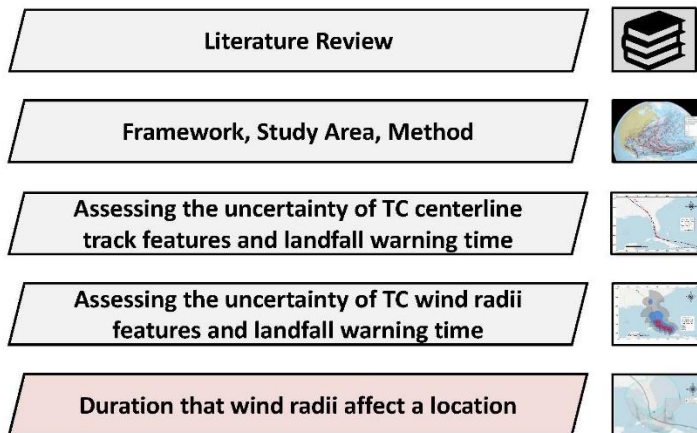 Literature Review
Framework, Study Area, Method
Assessing the uncertainty of TC centerline
track features and landfall warning time
Assessing the uncertainty of TC wind radii
features and landfall warning time
Duration that wind radii affect a location